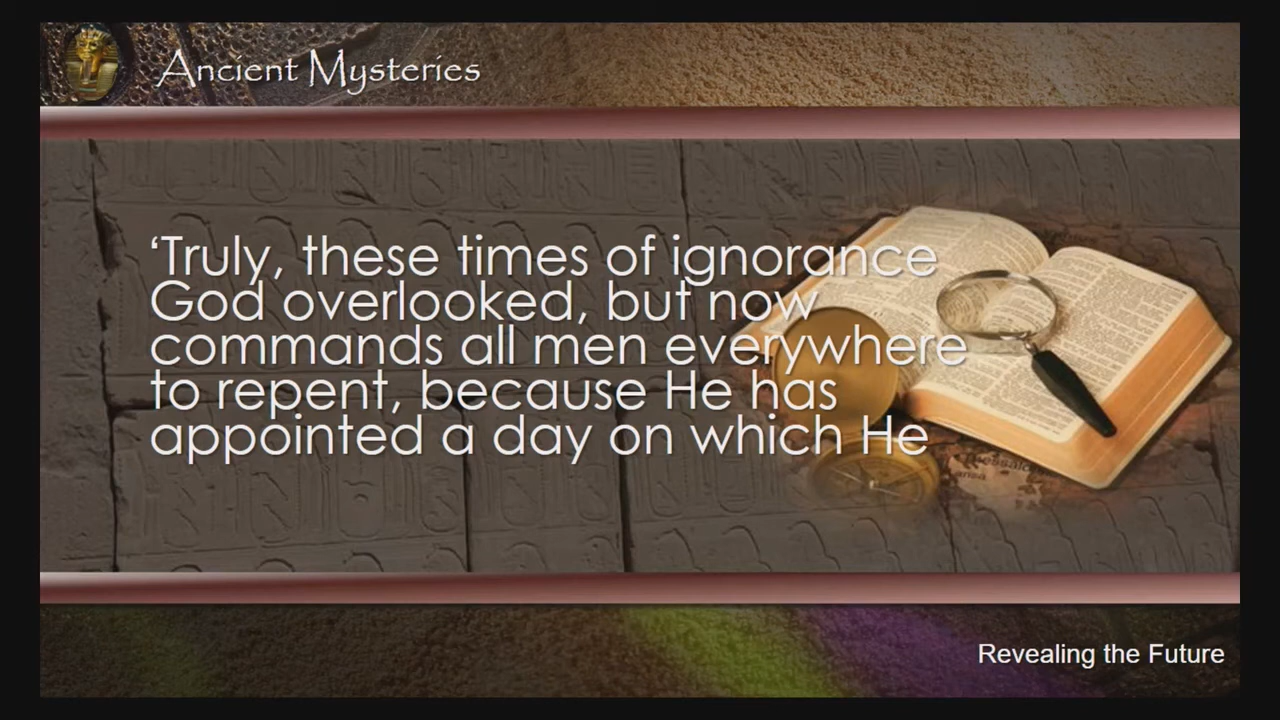 Ancient Mysteries
‘Truly, these times of ignorance
God overlooked, but now
commands all men everywhere
to repent, because He has
appointed a day on which He
Revealing the Future